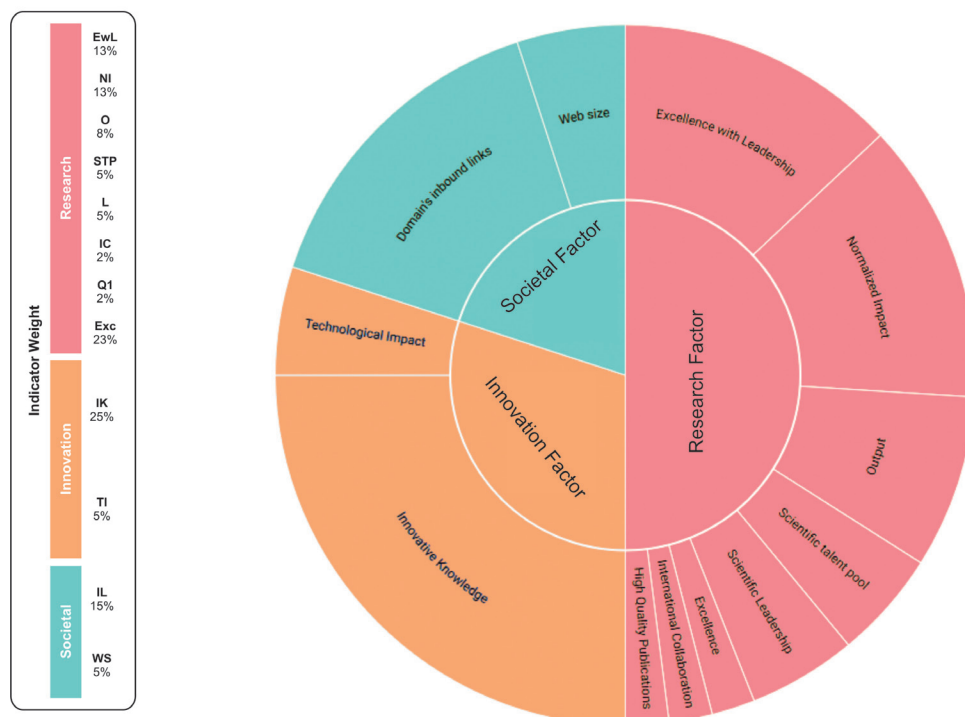 Indicator Weight
Research
EwL
13%
NI
13%
O
8%
STP
5%
L
5%
IC
2%
Q1
2%
Exc
23%
Innovation
IK
25%
TI
5%
Societal
IL
15%
WS
5%
Web size
Domain's inbound links
Societal Factor
Technological Impact
Innovation Factor
Innovative Knowledge
Research Factor
Excellence with Leadership
Normalized Impact
Output
Scientific talent pool
Scientific Leadership
Excellence
International Collaboration
High Quality Publications